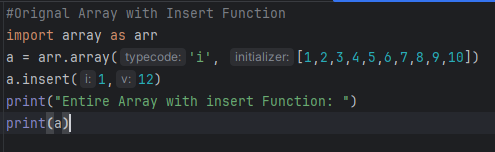 #Orignal Array with Insert Function
import array as arr
a = arr.array( typecode: 'i', initializer: [1,2,3,4,5,6,7,8,9,10])
a.insert( i: 1, v: 12)
print("Entire Array with insert Function: ")
print(a)